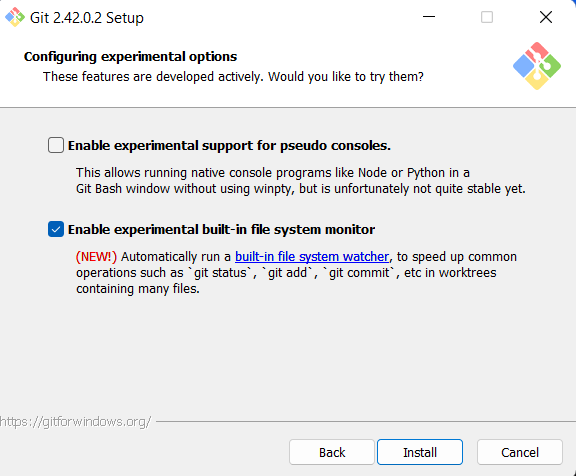 Git 2.42.0.2 Setup
Configuring experimental options
These features are developed actively. Would you like to try them?
Enable experimental support for pseudo consoles.
This allows running native console programs like Node or Python in a
Git Bash window without using winpty, but is unfortunately not quite stable yet.
Enable experimental built-in file system monitor
(NEW!) Automatically run a built-in file system watcher, to speed up common
operations such as `git status`, `git add`, `git commit`, etc in worktrees
containing many files.
https://gitforwindows.org/
Back Install Cancel